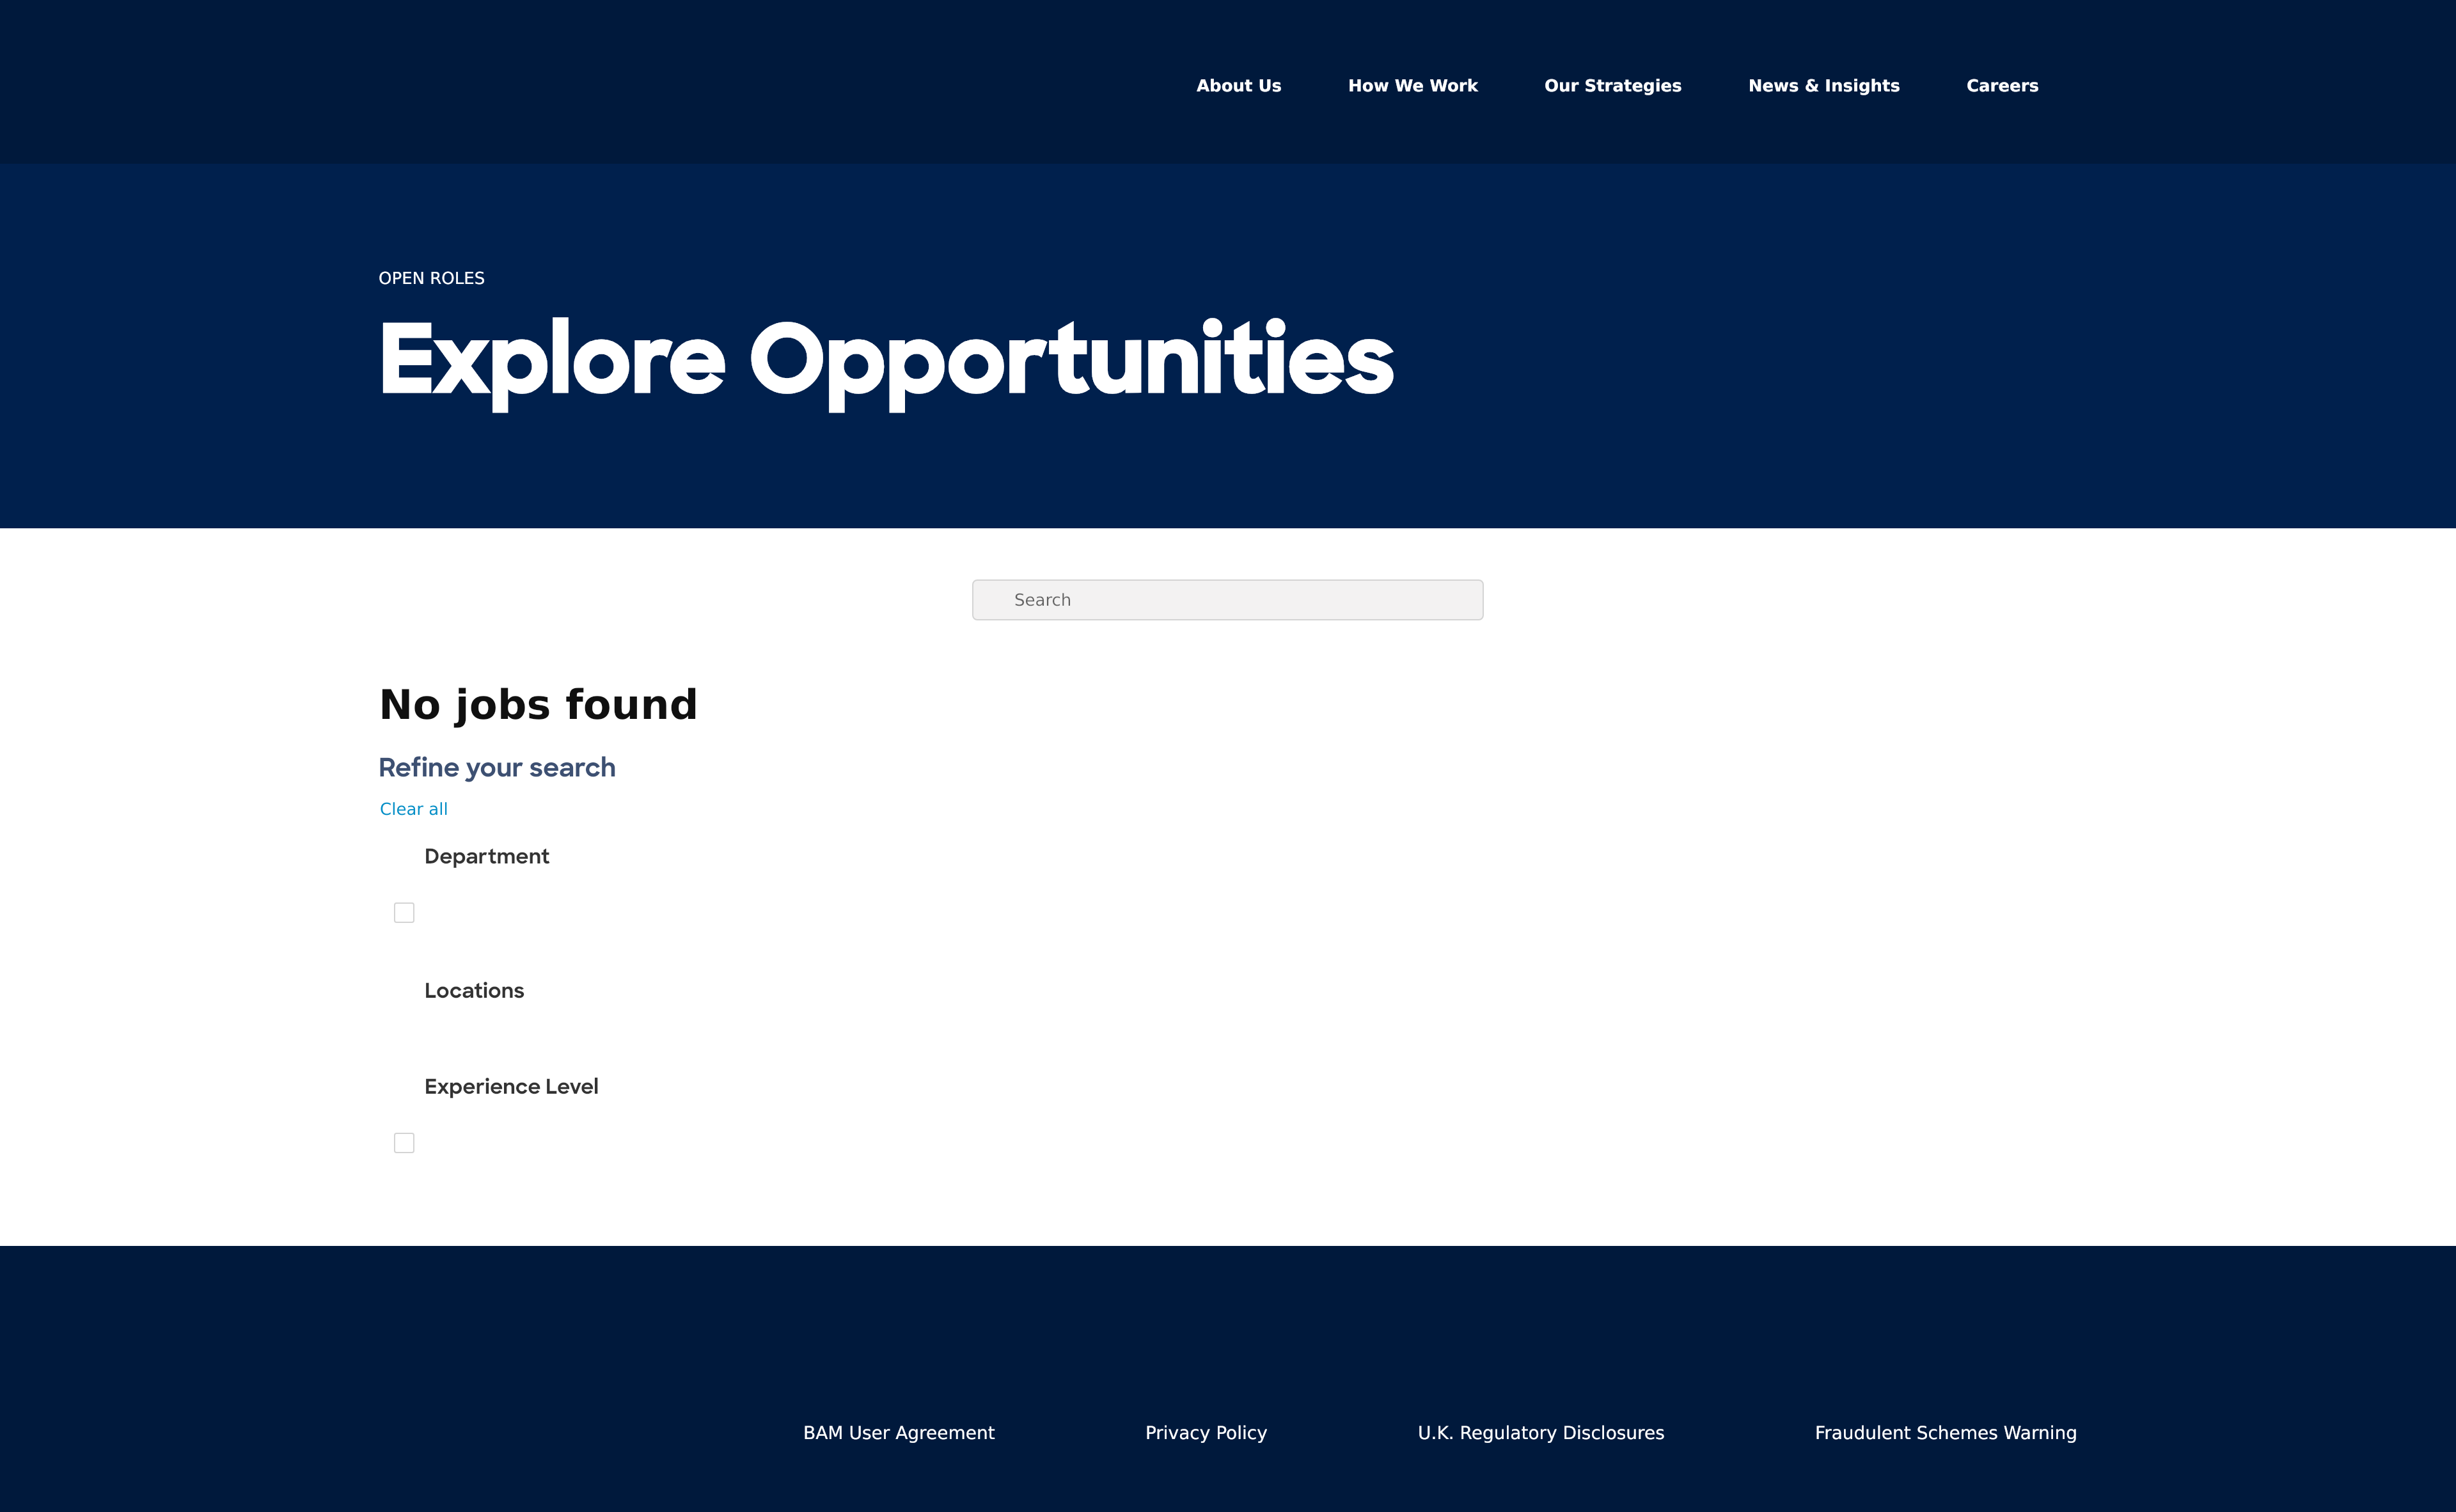 About Us
How We Work
Our Strategies
News & Insights
Careers
OPEN ROLES
Explore Opportunities
Search
No jobs found
Refine your search
Clear all
Department
Locations
Experience Level
BAM User Agreement
Privacy Policy
U.K. Regulatory Disclosures
Fraudulent Schemes Warning